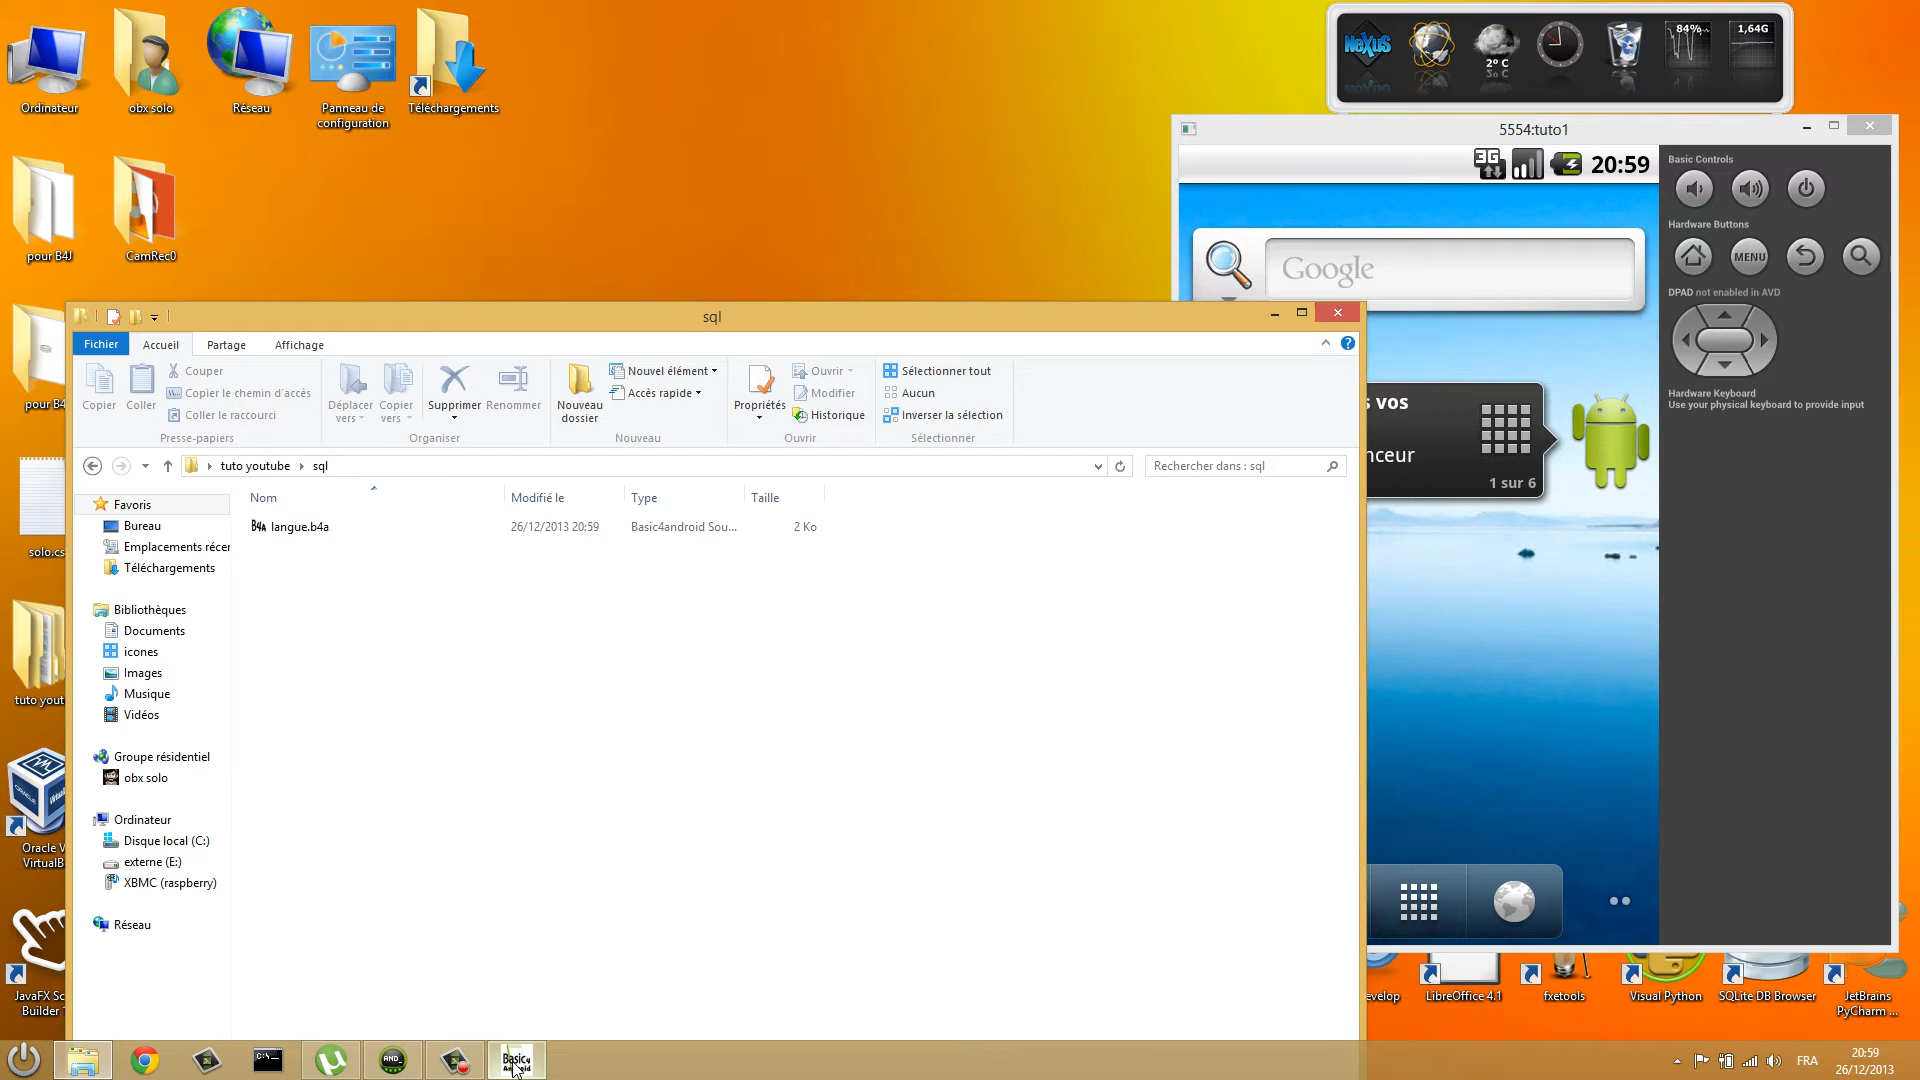 Ordinateur
obx solo
Réseau
Panneau de
configuration
Téléchargements
NeXuS
2° C
84%
1,64G
pour B4J
CamRec0
5554:tuto1
3G
20:59
Basic Controls
Hardware Buttons
MENU
DPAD not enabled in AVD
Hardware Keyboard
Use your physical keyboard to provide input
Google
s vos
nceur
1 sur 6
sql
Fichier
Accueil
Partage
Affichage
Copier
Coller
Couper
Copier le chemin d'accès
Coller le raccourci
Presse-papiers
Déplacer
vers
Copier
vers
Supprimer
Renommer
Organiser
Nouveau
dossier
Nouvel élément
Accès rapide
Nouveau
Propriétés
Ouvrir
Modifier
Historique
Ouvrir
Sélectionner tout
Aucun
Inverser la sélection
Sélectionner
tuto youtube
sql
Rechercher dans : sql
Nom
Modifié le
Type
Taille
B4A langue.b4a
26/12/2013 20:59
Basic4android Sou...
2 Ko
Favoris
Bureau
Emplacements récer
Téléchargements
Bibliothèques
Documents
icones
Images
Musique
Vidéos
Groupe résidentiel
obx solo
Ordinateur
Disque local (C:)
externe (E:)
XBMC (raspberry)
Réseau
pour B4
solo.cs
tuto yout
Oracle V
VirtualB
JavaFX Sc
Builder
evelop
LibreOffice 4.1
fxetools
Visual Python
SQLite DB Browser
JetBrains
PyCharm ...
C:\_
AND_
Basic4
FRA
20:59
26/12/2013